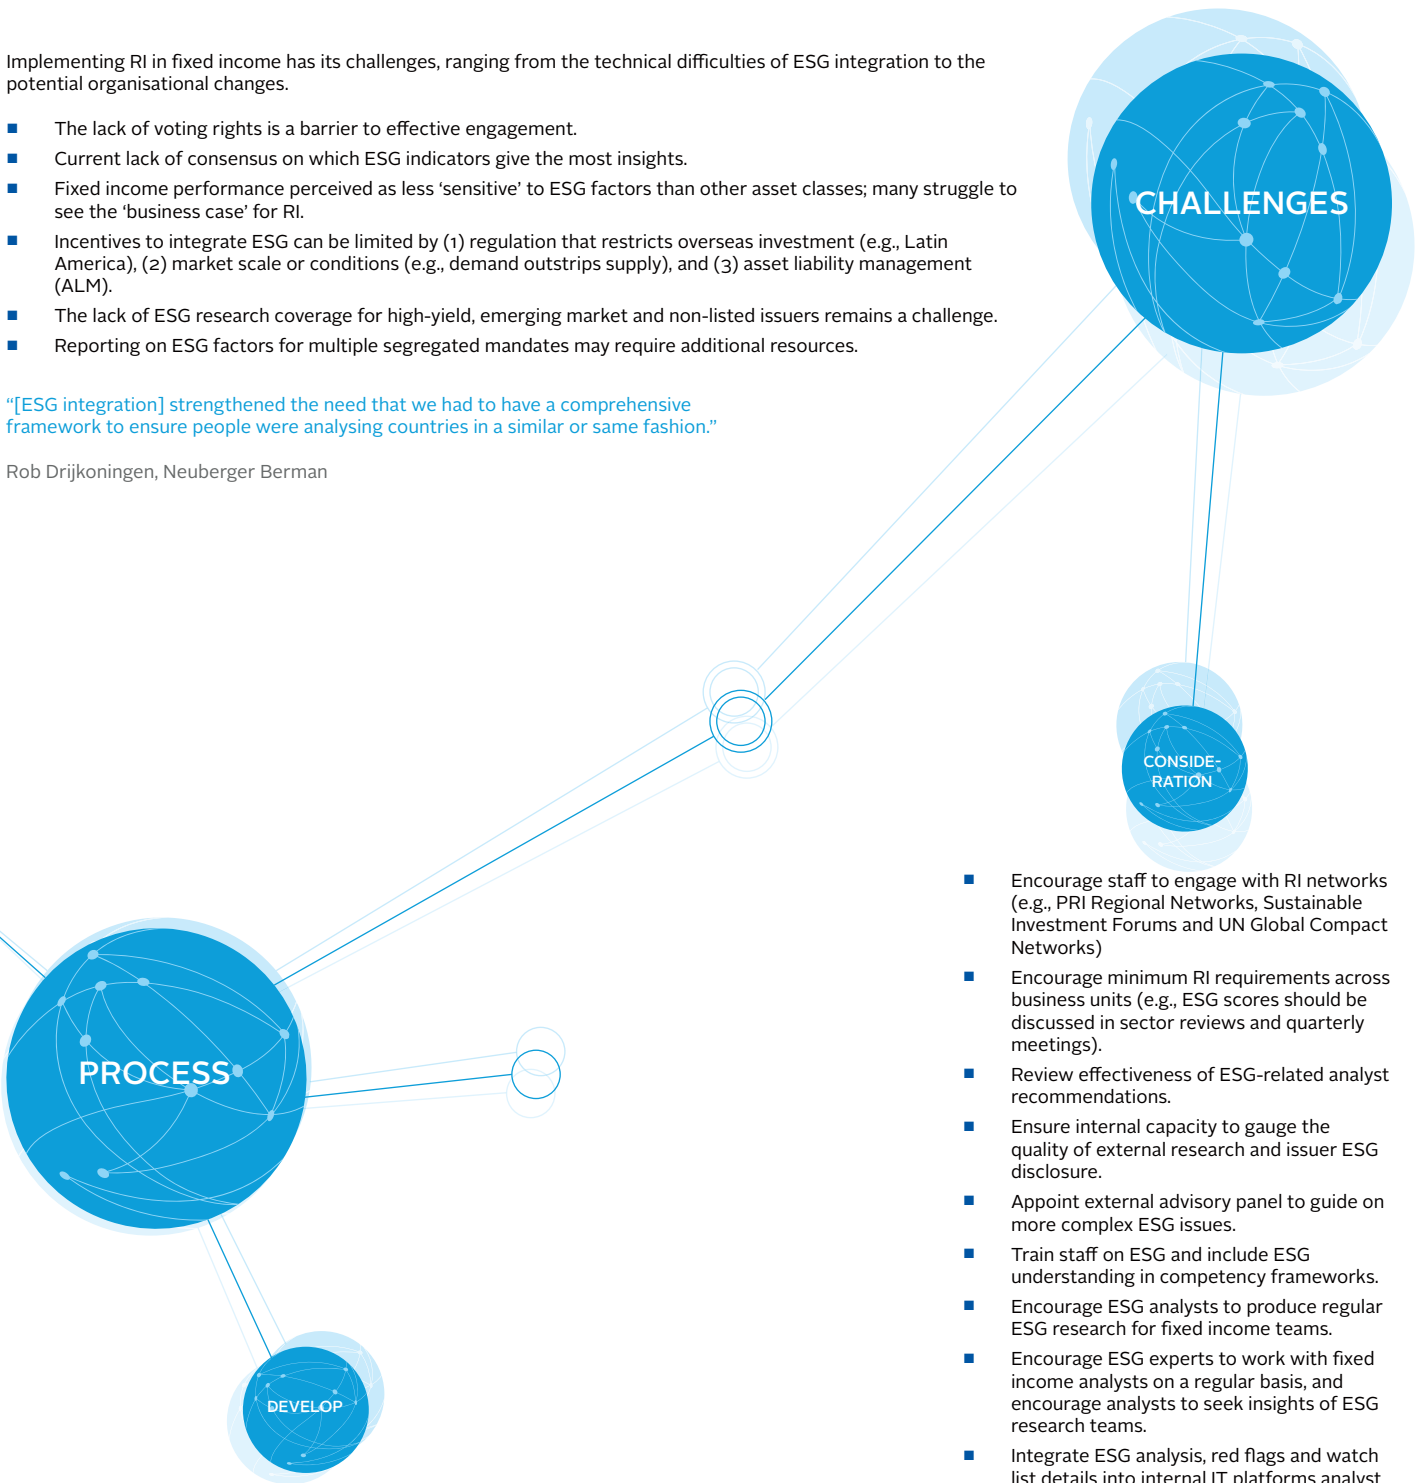 Implementing RI in fixed income has its challenges, ranging from the technical difficulties of ESG integration to the
potential organisational changes.
■ The lack of voting rights is a barrier to effective engagement.
■ Current lack of consensus on which ESG indicators give the most insights.
■ Fixed income performance perceived as less ‘sensitive’ to ESG factors than other asset classes; many struggle to
see the ‘business case’ for RI.
■ Incentives to integrate ESG can be limited by (1) regulation that restricts overseas investment (e.g., Latin
America), (2) market scale or conditions (e.g., demand outstrips supply), and (3) asset liability management
(ALM).
■ The lack of ESG research coverage for high-yield, emerging market and non-listed issuers remains a challenge.
■ Reporting on ESG factors for multiple segregated mandates may require additional resources.
“[ESG integration] strengthened the need that we had to have a comprehensive
framework to ensure people were analysing countries in a similar or same fashion.”
Rob Drijkoningen, Neuberger Berman
CHALLENGES
CONSIDE-
RATION
■ Encourage staff to engage with RI networks
(e.g., PRI Regional Networks, Sustainable
Investment Forums and UN Global Compact
Networks)
■ Encourage minimum RI requirements across
business units (e.g., ESG scores should be
discussed in sector reviews and quarterly
meetings).
■ Review effectiveness of ESG-related analyst
recommendations.
■ Ensure internal capacity to gauge the
quality of external research and issuer ESG
disclosure.
■ Appoint external advisory panel to guide on
more complex ESG issues.
■ Train staff on ESG and include ESG
understanding in competency frameworks.
■ Encourage ESG analysts to produce regular
ESG research for fixed income teams.
■ Encourage ESG experts to work with fixed
income analysts on a regular basis, and
encourage analysts to seek insights of ESG
research teams.
■ Integrate ESG analysis, red flags and watch
list details into internal IT platforms analyst
PROCESS
DEVELOP